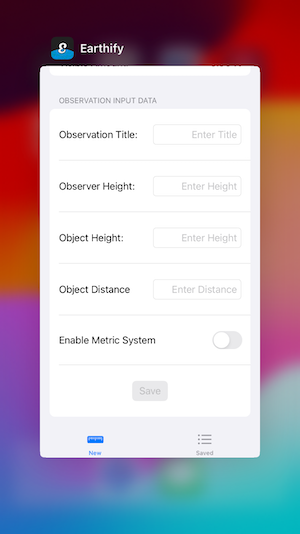 Earthify
OBSERVATION INPUT DATA
Observation Title:
Enter Title
Observer Height:
Enter Height
Object Height:
Enter Height
Object Distance
Enter Distance
Enable Metric System
Save
New
Saved